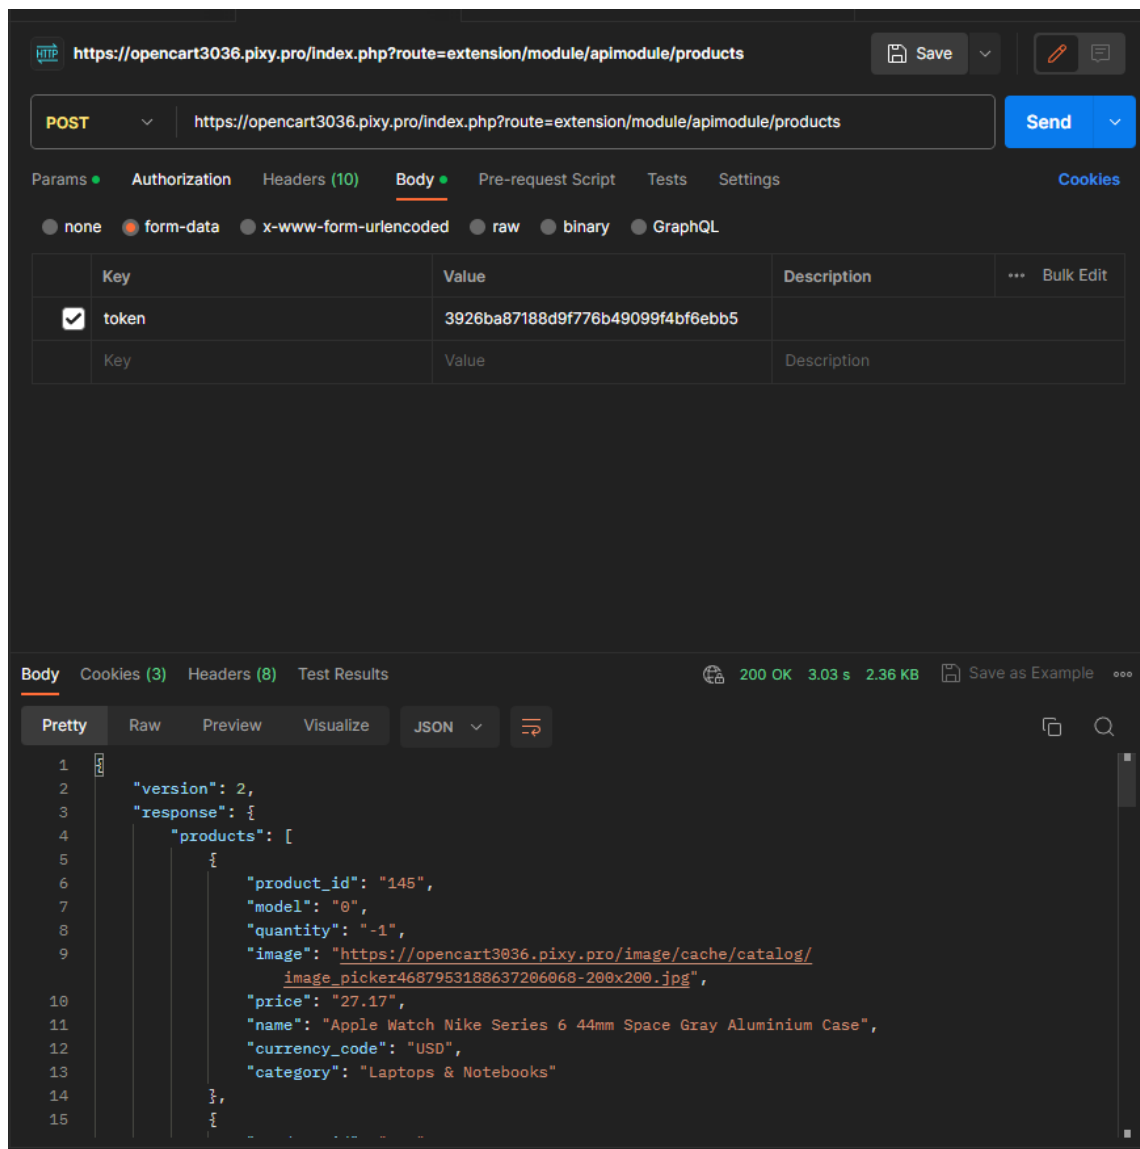 HTTP https://opencart3036.pixy.pro/index.php?route=extension/module/apimodule/products Save
POST https://opencart3036.pixy.pro/index.php?route=extension/module/apimodule/products Send
Params Authorization Headers (10) Body Pre-request Script Tests Settings Cookies
none form-data x-www-form-urlencoded raw binary GraphQL
Key Value Description ••• Bulk Edit
token 3926ba87188d9f776b49099f4bf6ebb5
Key Value Description
Body Cookies (3) Headers (8) Test Results 200 OK 3.03 s 2.36 KB Save as Example
Pretty Raw Preview Visualize JSON
1 {
2 "version": 2,
3 "response": {
4 "products": [
5 {
6 "product_id": "145",
7 "model": "0",
8 "quantity": "-1",
9 "image": "https://opencart3036.pixy.pro/image/cache/catalog/
image_picker4687953188637206068-200x200.jpg",
10 "price": "27.17",
11 "name": "Apple Watch Nike Series 6 44mm Space Gray Aluminium Case",
12 "currency_code": "USD",
13 "category": "Laptops & Notebooks"
14 },
15 {